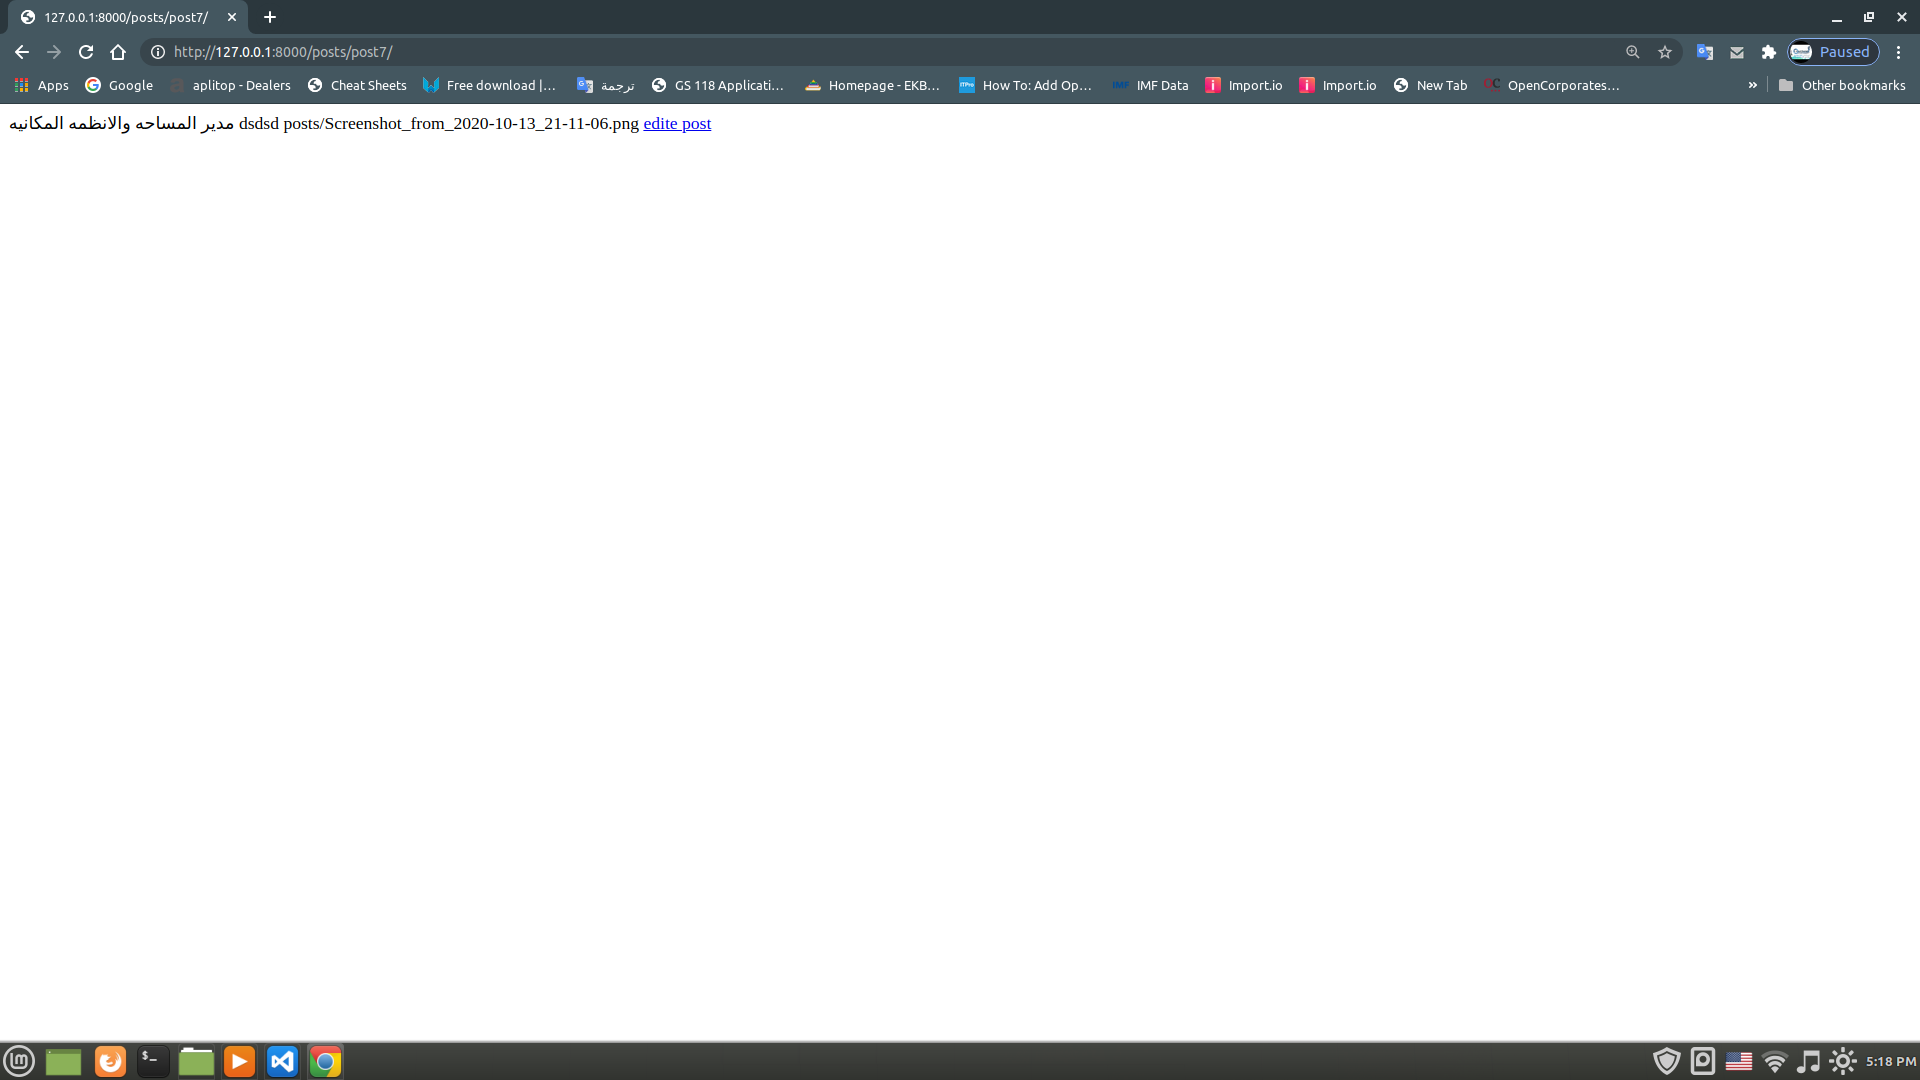 127.0.0.1:8000/posts/post7/
http://127.0.0.1:8000/posts/post7/
Paused
Apps Google aplitop - Dealers Cheat Sheets Free download |... ترجمة GS 118 Applicati... Homepage - EKB... How To: Add Op... IMF Data Import.io Import.io New Tab OpenCorporates... » Other bookmarks
مدير المساحه والانظمه المكانيه dsdsd posts/Screenshot_from_2020-10-13_21-11-06.png edite post
5:18 PM